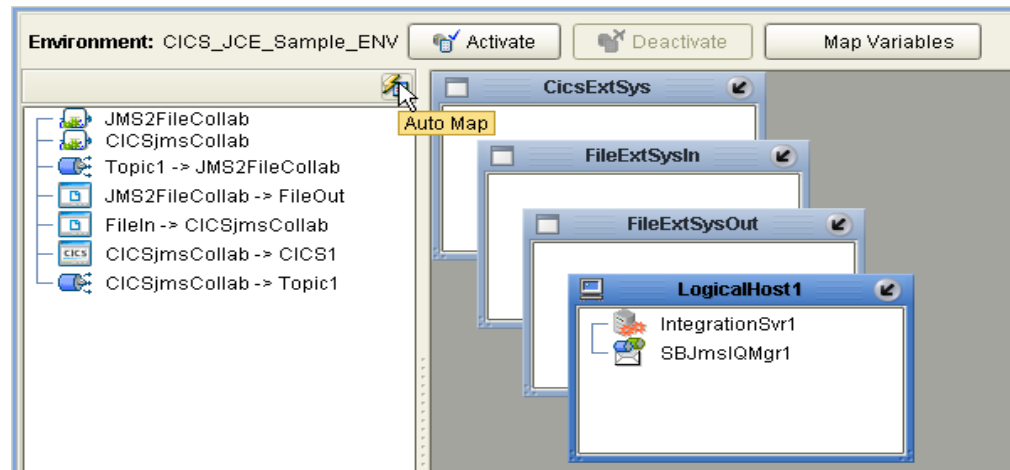 Environment: CICS_JCE_Sample_ENV Activate Deactivate Map Variables
Auto Map
JMS2FileCollab
CICSjmsCollab
Topic1 -> JMS2FileCollab
JMS2FileCollab -> FileOut
FileIn -> CICSjmsCollab
CICS CICSjmsCollab -> CICS1
CICSjmsCollab -> Topic1
CicsExtSys
FileExtSysIn
FileExtSysOut
LogicalHost1
IntegrationSvr1
SBJmsIQMgr1